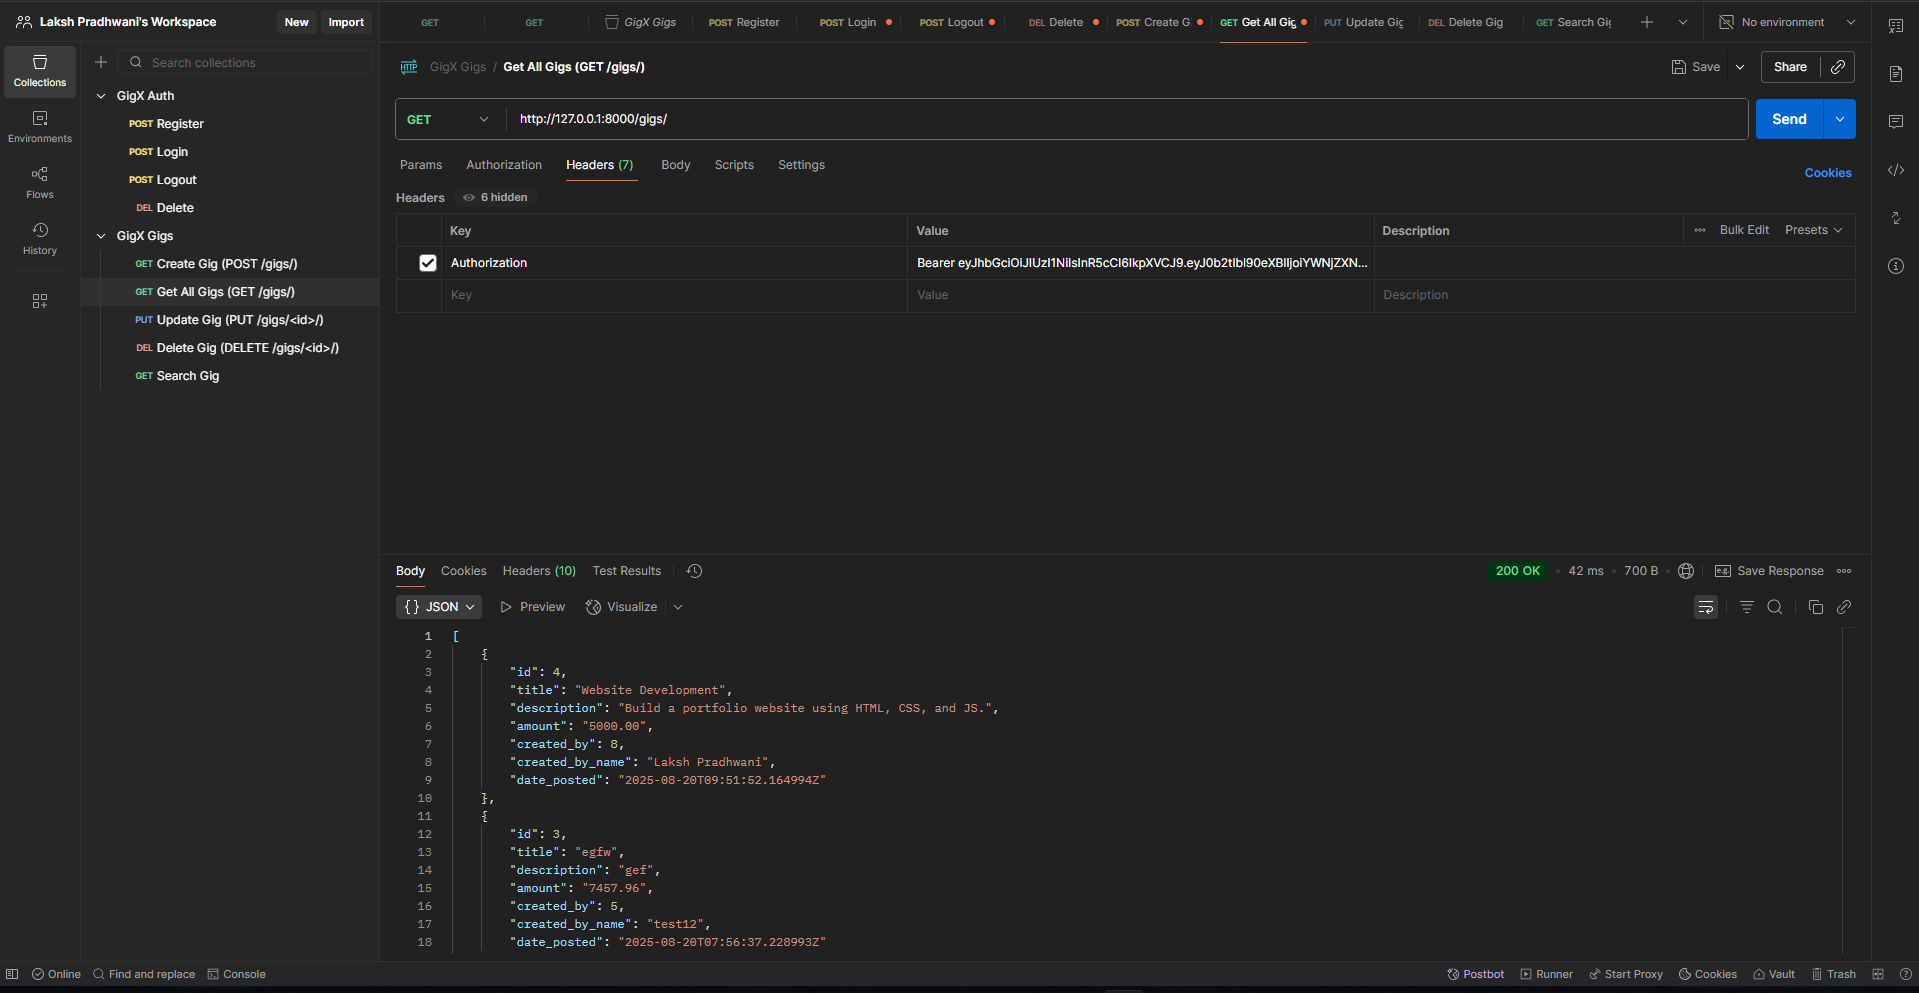 Laksh Pradhwani's Workspace
New
Import
GET
GET
GigX Gigs
POST Register
POST Login
POST Logout
DEL Delete
POST Create G
GET Get All Gig
PUT Update Gig
DEL Delete Gig
GET Search Gig
No environment
Collections
Environments
Flows
History
Search collections
GigX Auth
POST Register
POST Login
POST Logout
DEL Delete
GigX Gigs
GET Create Gig (POST /gigs/)
GET Get All Gigs (GET /gigs/)
PUT Update Gig (PUT /gigs/<id>/)
DEL Delete Gig (DELETE /gigs/<id>/)
GET Search Gig
HTTP GigX Gigs / Get All Gigs (GET /gigs/)
Save
Share
GET http://127.0.0.1:8000/gigs/
Send
Params Authorization Headers (7) Body Scripts Settings
Cookies
Headers 6 hidden
Key Value Description Bulk Edit Presets
Authorization
Key Value Description
Body Cookies Headers (10) Test Results
200 OK • 42 ms • 700 B
e.g. Save Response
{} JSON Preview Visualize
1 [
2 {
3 "id": 4,
4 "title": "Website Development",
5 "description": "Build a portfolio website using HTML, CSS, and JS.",
6 "amount": "5000.00",
7 "created_by": 8,
8 "created_by_name": "Laksh Pradhwani",
9 "date_posted": "2025-08-20T09:51:52.164994Z"
10 },
11 {
12 "id": 3,
13 "title": "egfw",
14 "description": "gef",
15 "amount": "7457.96",
16 "created_by": 5,
17 "created_by_name": "test12",
18 "date_posted": "2025-08-20T07:56:37.228993Z"
Online Find and replace Console
Postbot Runner Start Proxy Cookies Vault Trash